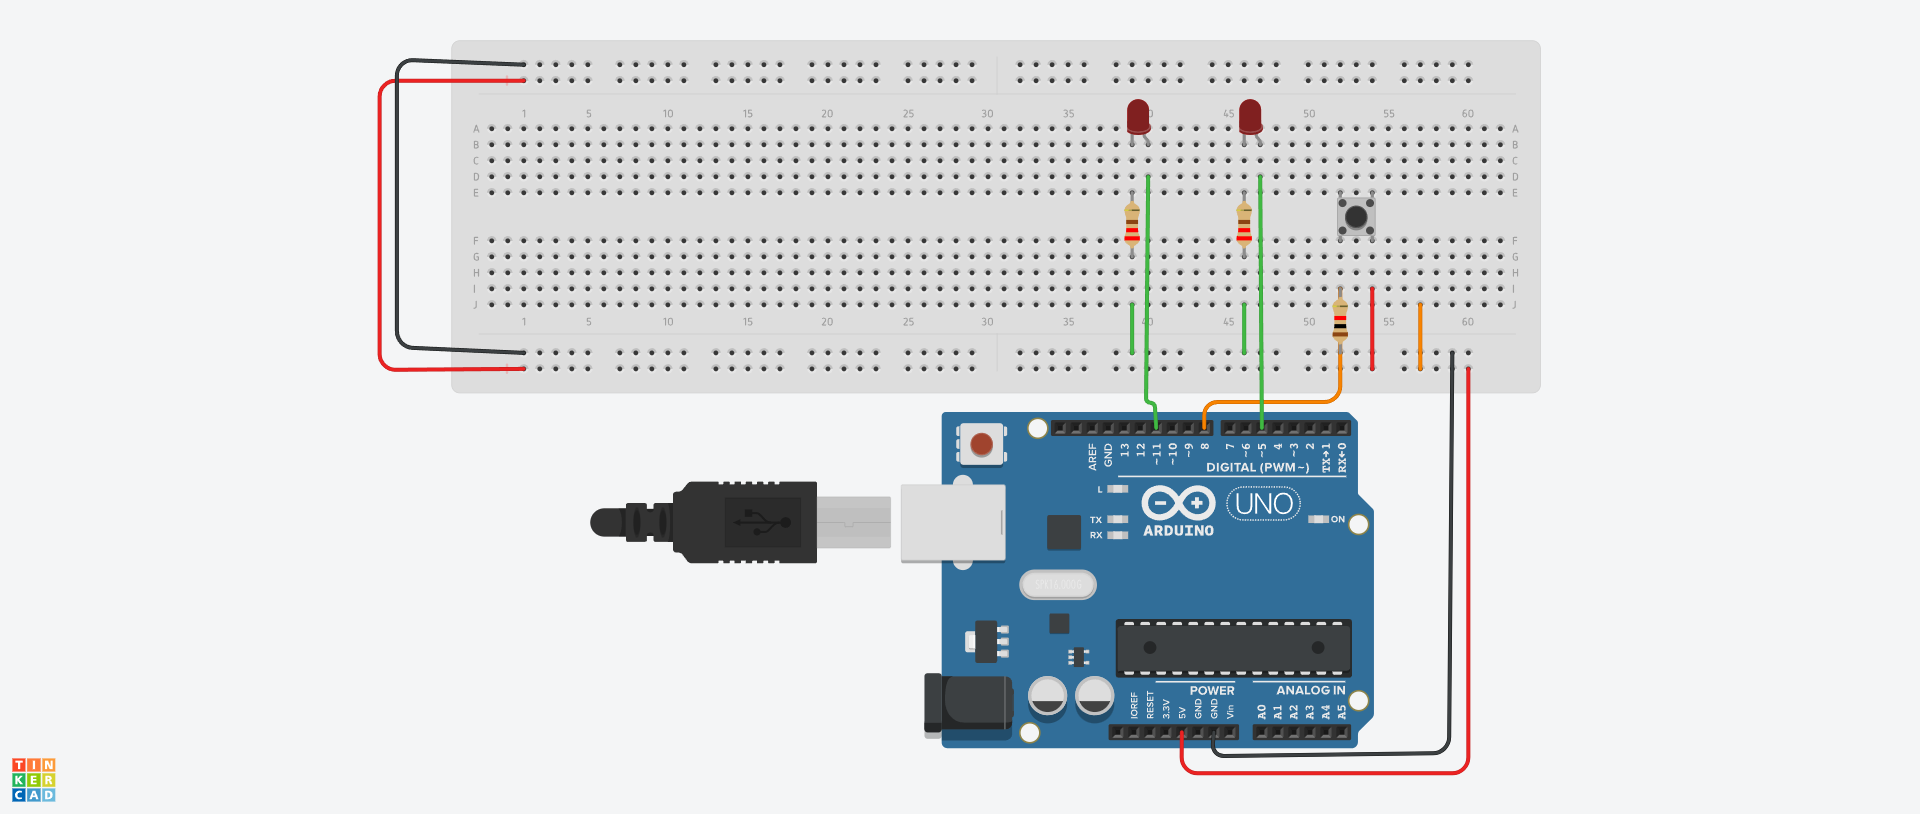 1 5 10 15 20 25 30 35 40 45 50 55 60
A A
B B
C C
D D
E E
F F
G G
H H
I I
J J
1 5 10 15 20 25 30 35 40 45 50 55 60
AREF GND 13 12 ~11 ~10 ~9 8 7 ~6 ~5 4 ~3 2 TX→1 RX←0
DIGITAL (PWM~)
L
UNO
TX ON
RX ARDUINO
POWER ANALOG IN
IOREF RESET 3.3V 5V GND GND Vin A0 A1 A2 A3 A4 A5
TIN
KER
CAD